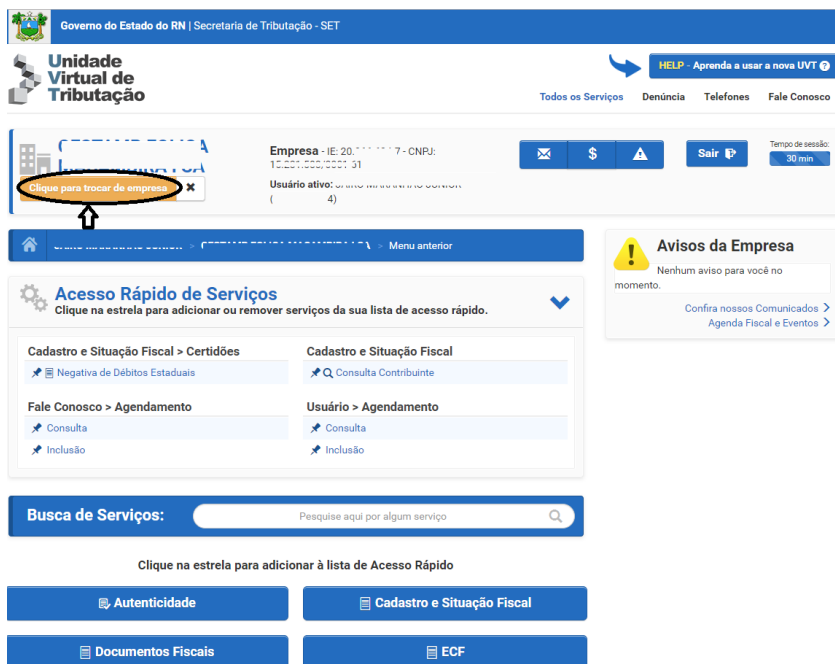 Governo do Estado do RN | Secretaria de Tributação - SET
Unidade
Virtual de
Tributação
HELP - Aprenda a usar a nova UVT ?
Todos os Serviços Denúncia Telefones Fale Conosco
Empresa - IE: 20. 7 - CNPJ:
Usuário ativo:
( 4)
$
Sair
Tempo de sessão:
30 min
Clique para trocar de empresa
> > Menu anterior
Avisos da Empresa
Nenhum aviso para você no
momento.
Confira nossos Comunicados
Agenda Fiscal e Eventos
Acesso Rápido de Serviços
Clique na estrela para adicionar ou remover serviços da sua lista de acesso rápido.
Cadastro e Situação Fiscal > Certidões
Negativa de Débitos Estaduais
Cadastro e Situação Fiscal
Consulta Contribuinte
Fale Conosco > Agendamento
Consulta
Inclusão
Usuário > Agendamento
Consulta
Inclusão
Busca de Serviços:
Pesquise aqui por algum serviço
Clique na estrela para adicionar à lista de Acesso Rápido
Autenticidade
Cadastro e Situação Fiscal
Documentos Fiscais
ECF